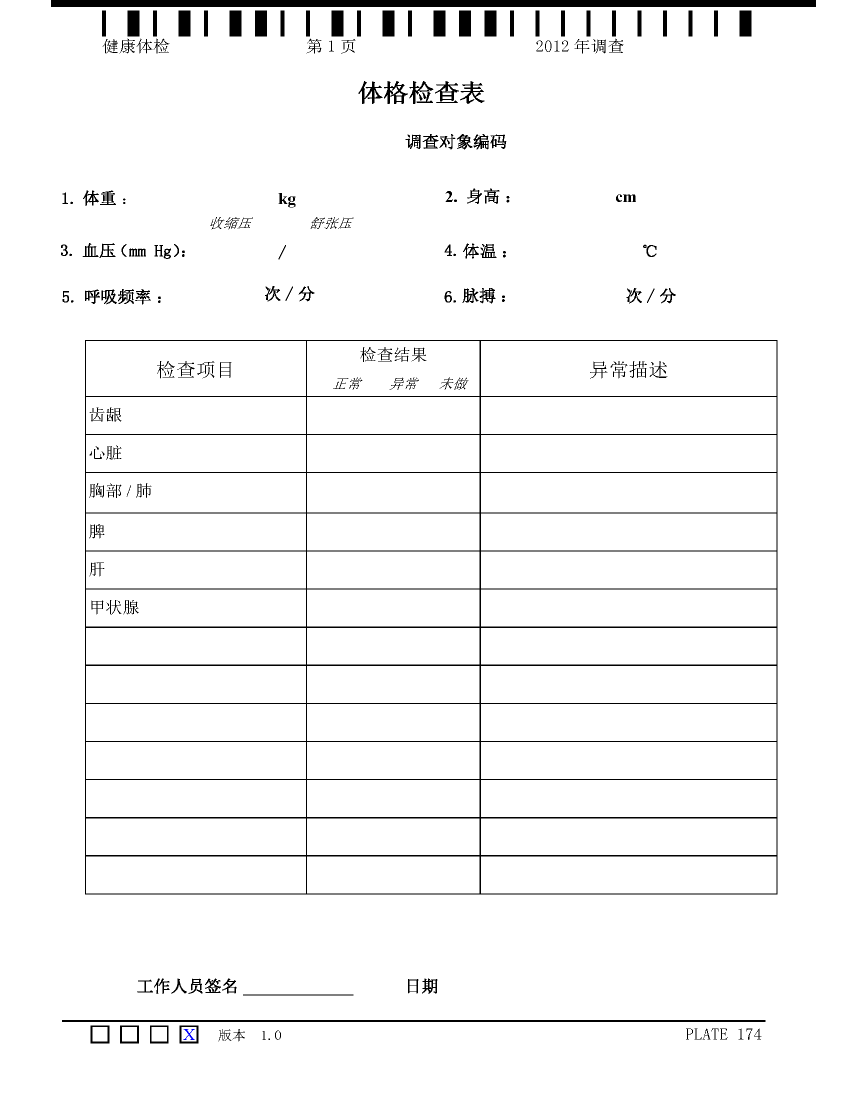 健康体检 第 1 页 2012 年调查
体格检查表
调查对象编码
1. 体重： kg 2. 身高： cm
收缩压 舒张压
3. 血压（mm Hg）： / 4. 体温： ℃
5. 呼吸频率： 次 / 分 6. 脉搏： 次 / 分
检查项目 检查结果 异常描述
正常 异常 未做
齿龈
心脏
胸部 / 肺
脾
肝
甲状腺
工作人员签名 日期
X 版本 1.0 PLATE 174